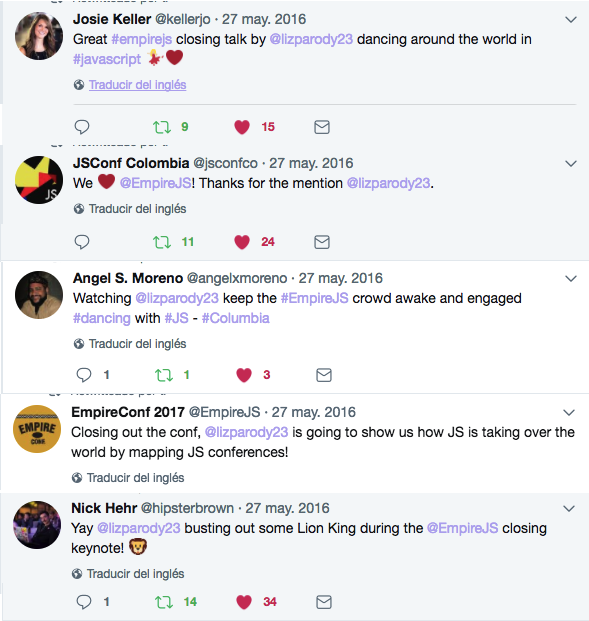 Josie Keller @kellerjo · 27 may. 2016
Great #empirejs closing talk by @lizparody23 dancing around the world in
#javascript 💃❤️
Traducir del inglés
9 15
JSConf Colombia @jsconfco · 27 may. 2016
We ❤️ @EmpireJS! Thanks for the mention @lizparody23.
JS
Traducir del inglés
11 24
Angel S. Moreno @angelxmoreno · 27 may. 2016
Watching @lizparody23 keep the #EmpireJS crowd awake and engaged
#dancing with #JS - #Columbia
Traducir del inglés
1 1 3
EmpireConf 2017 @EmpireJS · 27 may. 2016
EMPIRE
CONF
Closing out the conf, @lizparody23 is going to show us how JS is taking over the
world by mapping JS conferences!
Traducir del inglés
Nick Hehr @hipsterbrown · 27 may. 2016
Yay @lizparody23 busting out some Lion King during the @EmpireJS closing
keynote! 🦁
Traducir del inglés
1 14 34